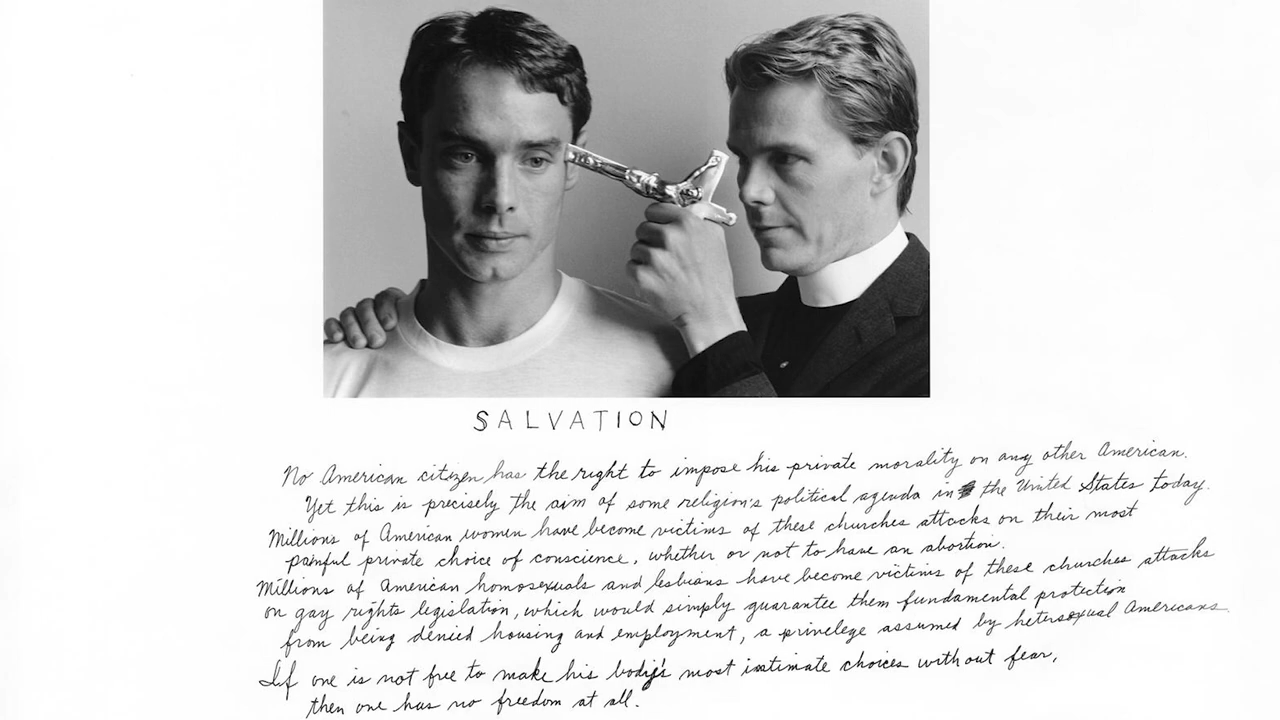 SALVATION
No American citizen has the right to impose his private morality on any other American.
Yet this is precisely the aim of some religion's political agenda in the United States today.
Millions of American women have become victims of these churches attacks on their most
painful private choice of conscience, whether or not to have an abortion.
Millions of American homosexuals and lesbians have become victims of these churches attacks
on gay rights legislation, which would simply guarantee them fundamental protection
from being denied housing and employment, a privelege assumed by heterosexual Americans.
If one is not free to make his body's most intimate choices without fear,
then one has no freedom at all.